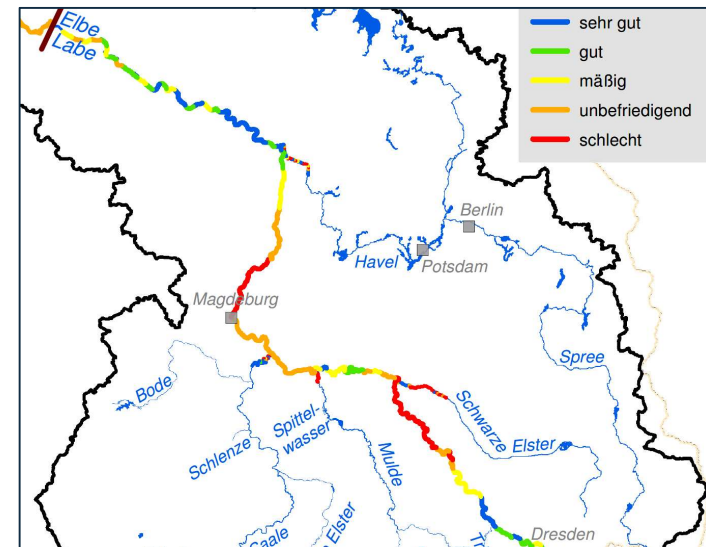 Elbe
Labe
sehr gut
gut
mäßig
unbefriedigend
schlecht
Berlin
Havel
Potsdam
Magdeburg
Spree
Bode
Schlenze
Spittel-
wasser
Mulde
Schwarze
Elster
Saale
Elster
Dresden